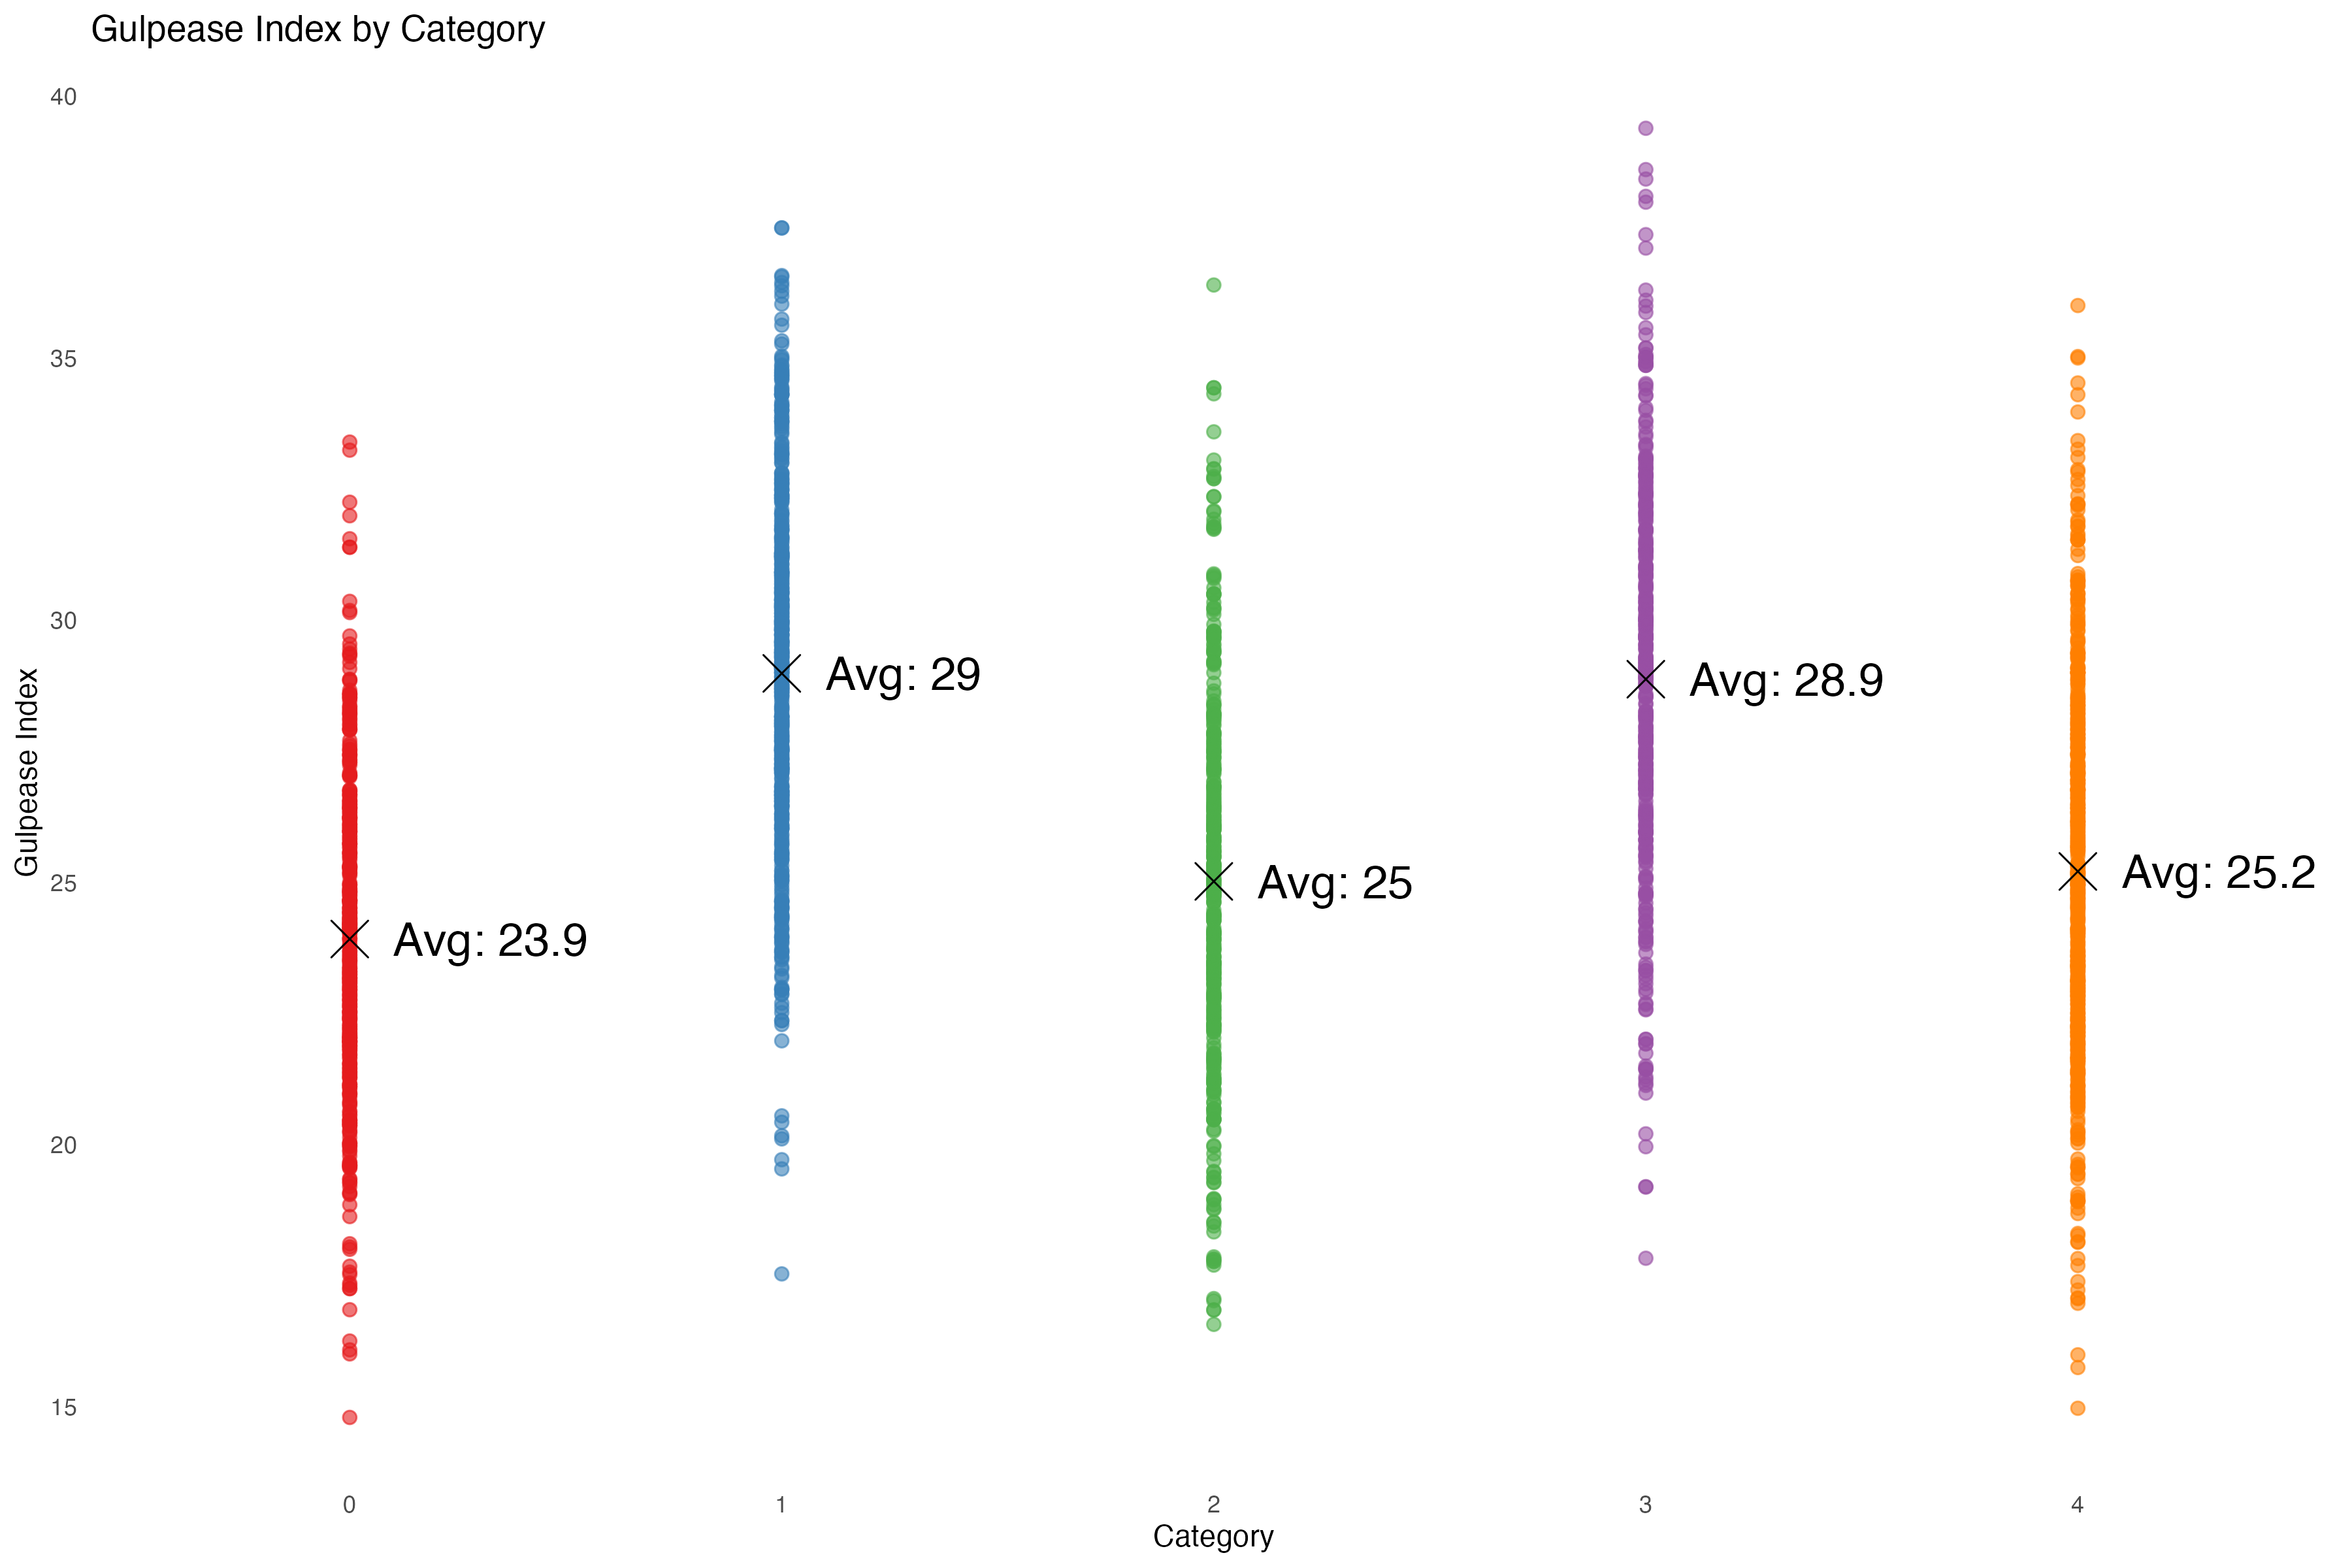 Gulpease Index by Category
Gulpease Index
40
35
30
25
20
15
Avg: 23.9
Avg: 29
Avg: 25
Avg: 28.9
Avg: 25.2
0 1 2 3 4
Category